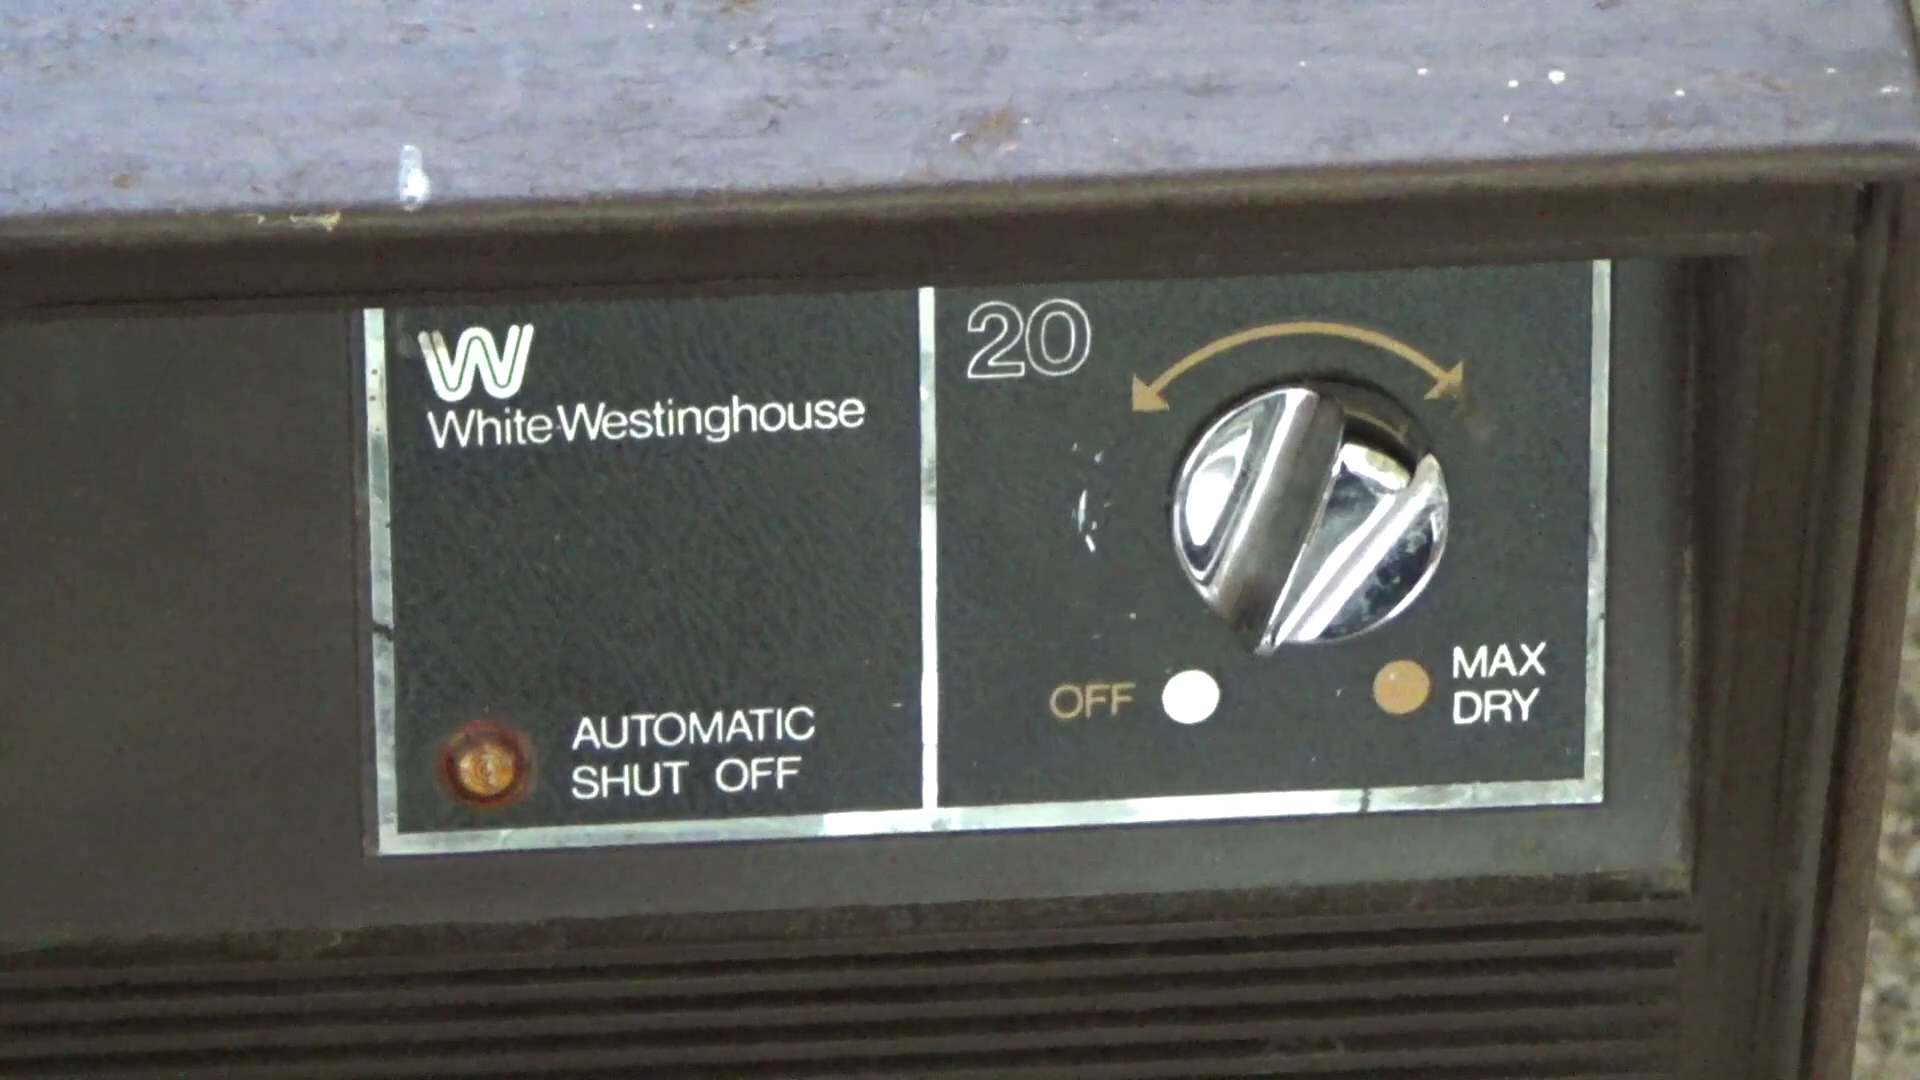 W
White-Westinghouse
AUTOMATIC
SHUT OFF
20
OFF
MAX
DRY